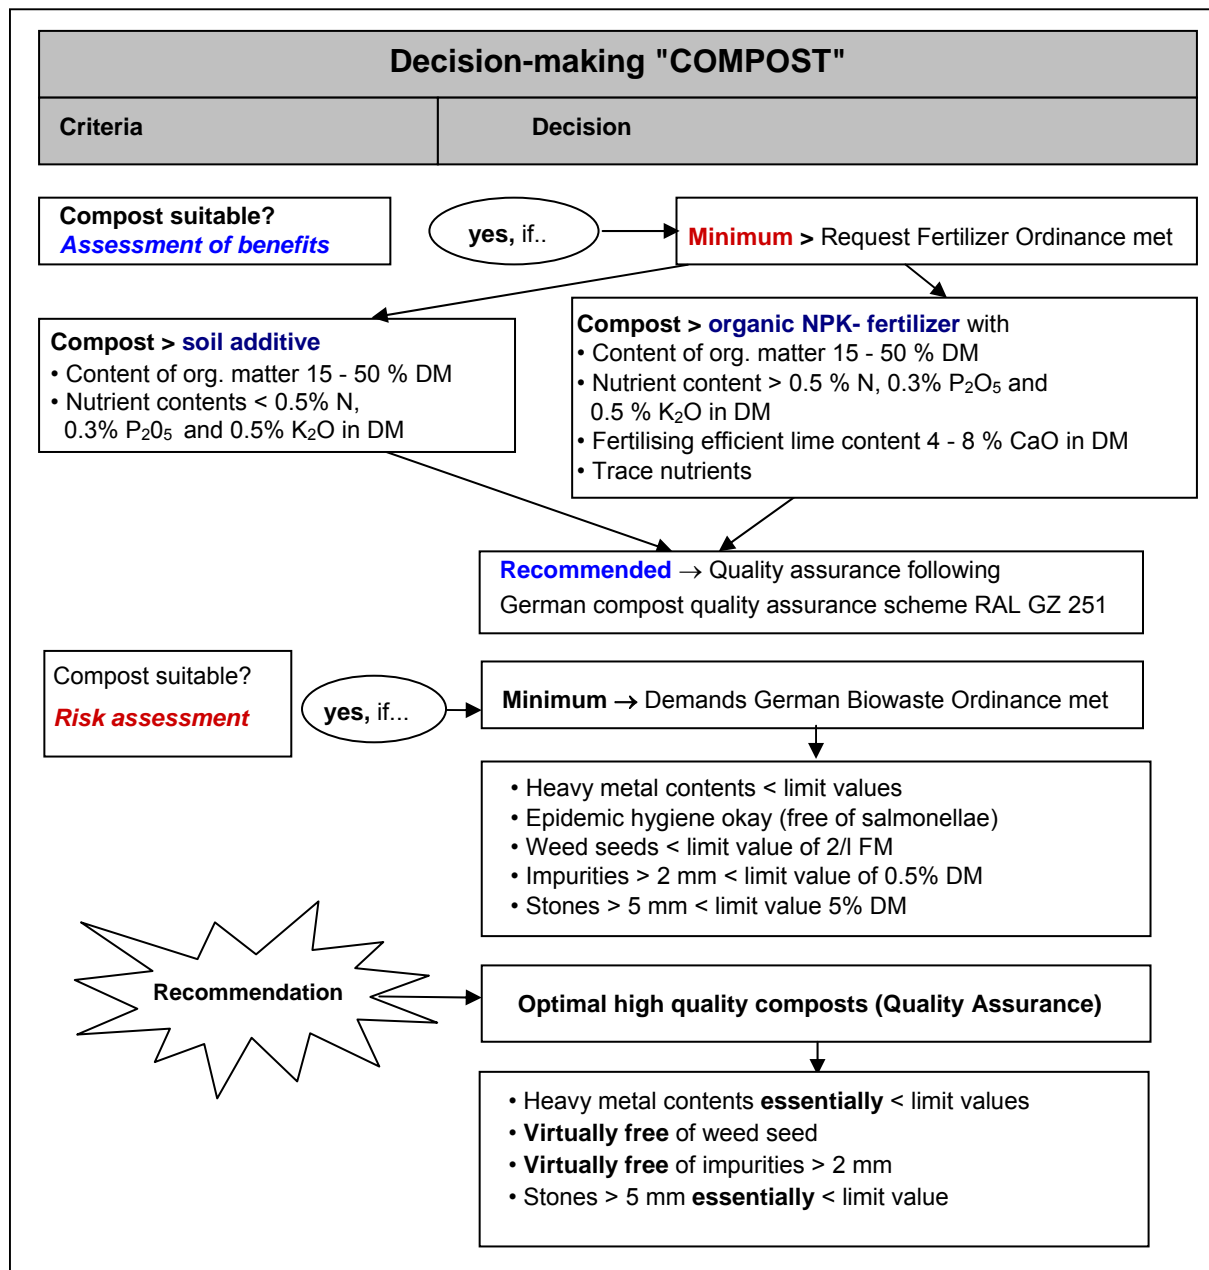 Decision-making "COMPOST"
Criteria
Decision
Compost suitable?
Assessment of benefits
yes, if..
Minimum > Request Fertilizer Ordinance met
Compost > soil additive
• Content of org. matter 15 - 50 % DM
• Nutrient contents < 0.5% N,
0.3% P₂0₅ and 0.5% K₂O in DM
Compost > organic NPK- fertilizer with
• Content of org. matter 15 - 50 % DM
• Nutrient content > 0.5 % N, 0.3% P₂O₅ and
0.5 % K₂O in DM
• Fertilising efficient lime content 4 - 8 % CaO in DM
• Trace nutrients
Recommended → Quality assurance following
German compost quality assurance scheme RAL GZ 251
Compost suitable?
Risk assessment
yes, if...
Minimum → Demands German Biowaste Ordinance met
• Heavy metal contents < limit values
• Epidemic hygiene okay (free of salmonellae)
• Weed seeds < limit value of 2/l FM
• Impurities > 2 mm < limit value of 0.5% DM
• Stones > 5 mm < limit value 5% DM
Recommendation
Optimal high quality composts (Quality Assurance)
• Heavy metal contents essentially < limit values
• Virtually free of weed seed
• Virtually free of impurities > 2 mm
• Stones > 5 mm essentially < limit value